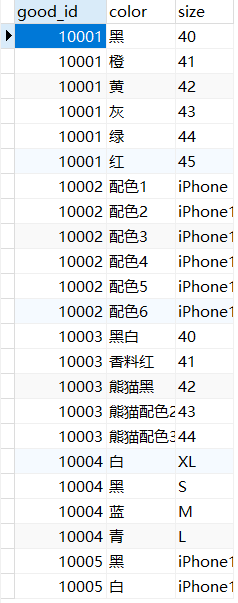 good_id color size
10001 黑 40
10001 橙 41
10001 黄 42
10001 灰 43
10001 绿 44
10001 红 45
10002 配色1 iPhone
10002 配色2 iPhone1
10002 配色3 iPhone1
10002 配色4 iPhone1
10002 配色5 iPhone1
10002 配色6 iPhone1
10003 黑白 40
10003 香料红 41
10003 熊猫黑 42
10003 熊猫配色2 43
10003 熊猫配色3 44
10004 白 XL
10004 黑 S
10004 蓝 M
10004 青 L
10005 黑 iPhone1
10005 白 iPhone1